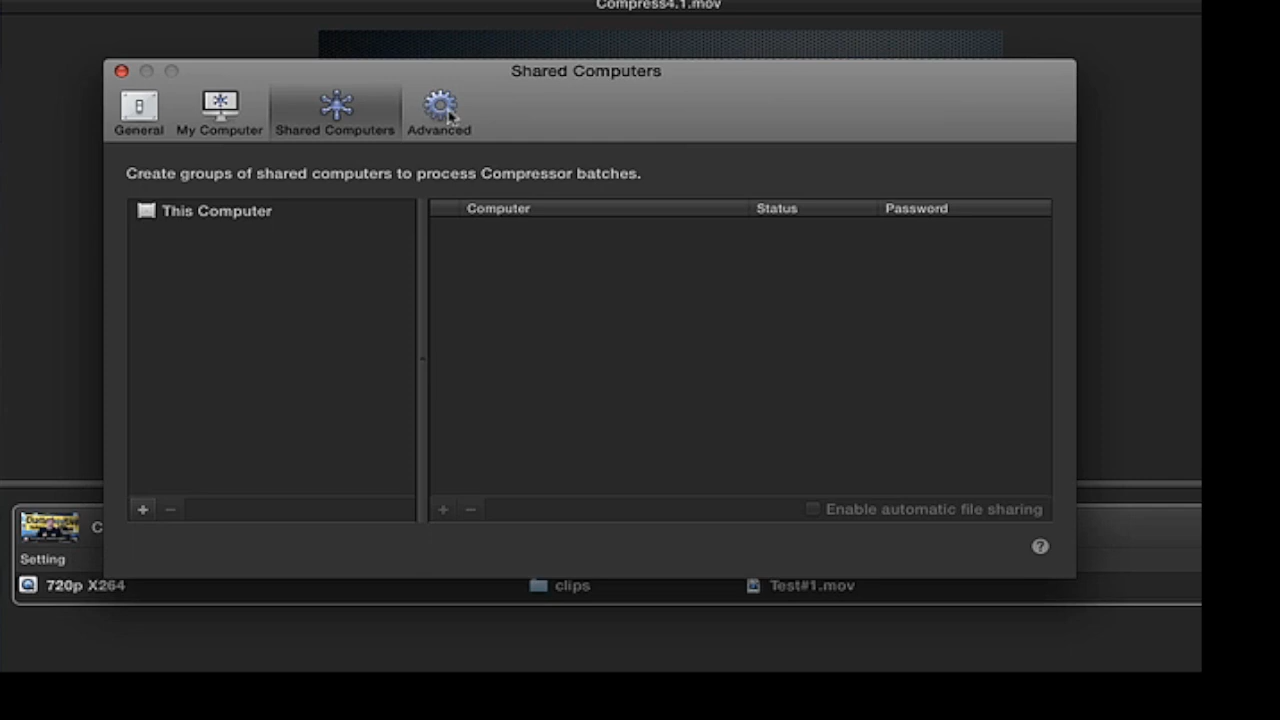 Compress4.1.mov
Shared Computers
General My Computer Shared Computers Advanced
Create groups of shared computers to process Compressor batches.
This Computer
Computer Status Password
+ − + − Enable automatic file sharing
?
C
Setting
720p X264 clips Test#1.mov